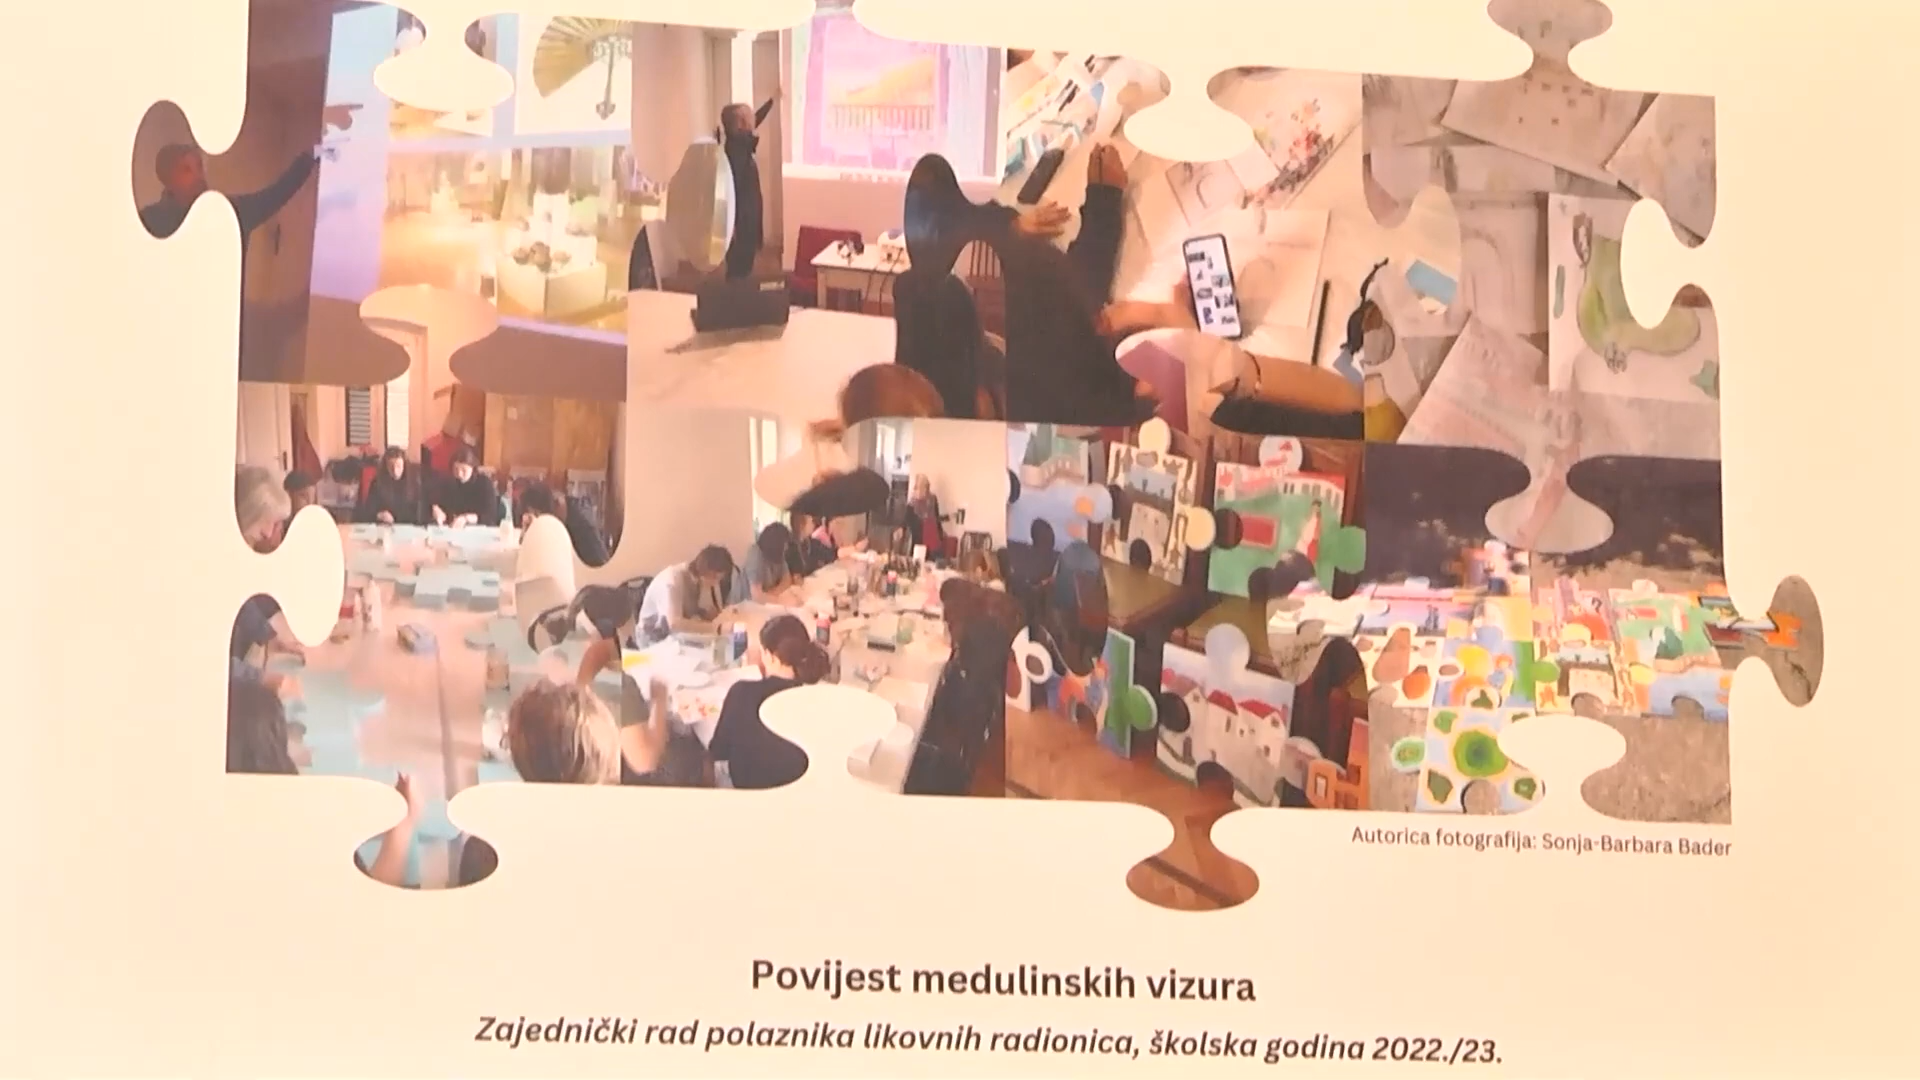 Autorica fotografija: Sonja-Barbara Bader
Povijest medulinskih vizura
Zajednički rad polaznika likovnih radionica, školska godina 2022./23.